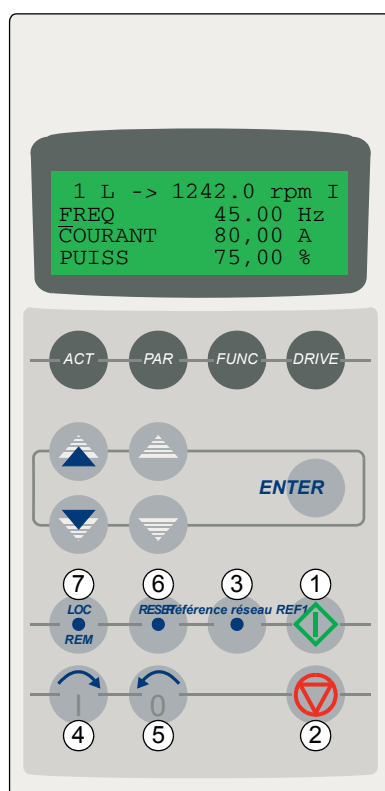 1 L -> 1242.0 rpm I
FREQ 45.00 Hz
COURANT 80,00 A
PUISS 75,00 %
ACT PAR FUNC DRIVE
ENTER
7 6 3 1
LOC RESET Référence réseau REF1
REM
I 0
4 5 2